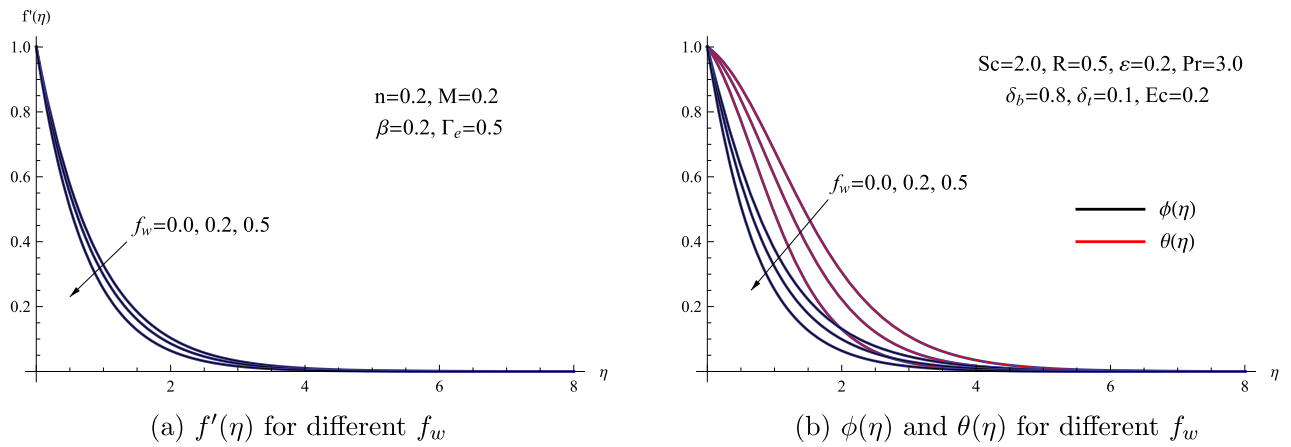 f'(η)
1.0
0.8
0.6
0.4
0.2
2
4
6
8
η
n=0.2, M=0.2
β=0.2, Γₑ=0.5
f_w=0.0, 0.2, 0.5
(a) f′(η) for different f_w
1.0
0.8
0.6
0.4
0.2
2
4
6
8
η
Sc=2.0, R=0.5, ε=0.2, Pr=3.0
δ_b=0.8, δ_t=0.1, Ec=0.2
f_w=0.0, 0.2, 0.5
ϕ(η)
θ(η)
(b) ϕ(η) and θ(η) for different f_w